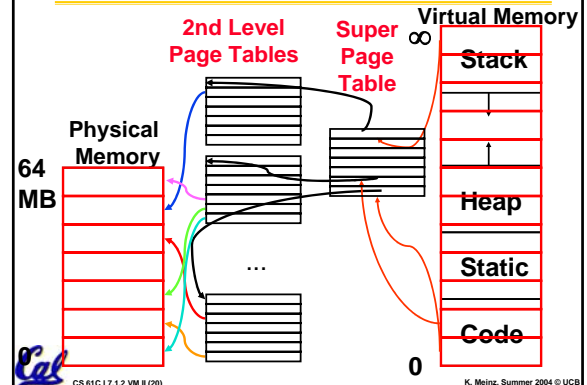 Virtual Memory
2nd Level
Page Tables
Super
Page
Table
∞
Stack
Physical
Memory
64
MB
Heap
...
Static
Code
0
0
Cal
CS 61C L7.1.2 VM II (20)
K. Meinz, Summer 2004 © UCB